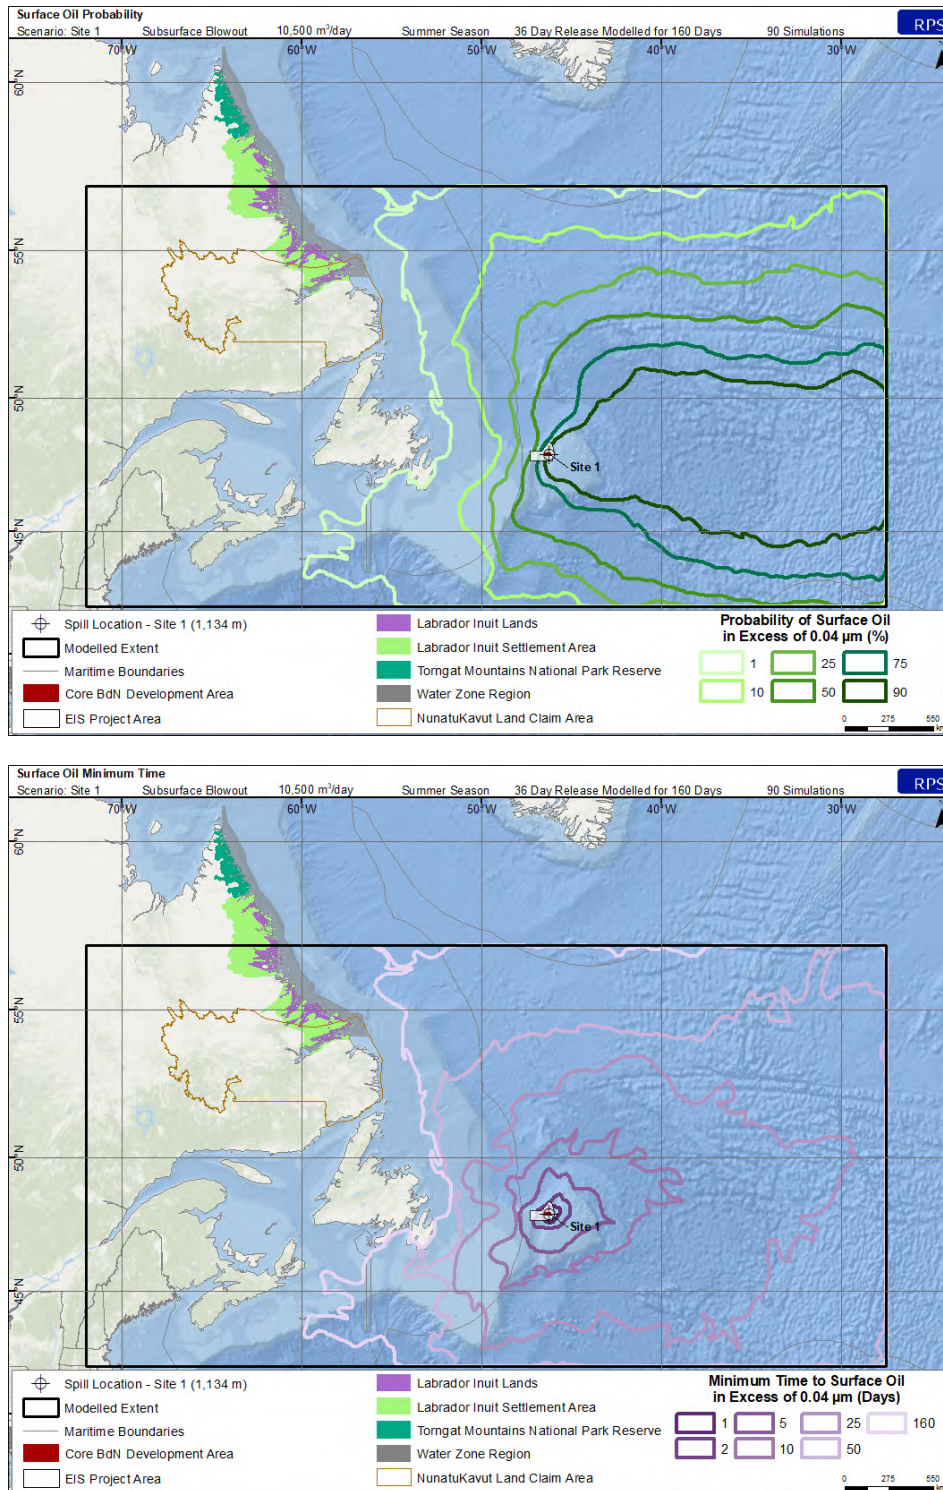 Surface Oil Probability
Scenario: Site 1 Subsurface Blowout 10,500 m³/day Summer Season 36 Day Release Modelled for 160 Days 90 Simulations
RPS
70°W 60°W 50°W 40°W 30°W
60°N
55°N
50°N
45°N
Site 1
Spill Location - Site 1 (1,134 m)
Modelled Extent
Maritime Boundaries
Core BdN Development Area
EIS Project Area
Labrador Inuit Lands
Labrador Inuit Settlement Area
Torngat Mountains National Park Reserve
Water Zone Region
NunatuKavut Land Claim Area
Probability of Surface Oil
in Excess of 0.04 µm (%)
1 25 75
10 50 90
0 275 550
km
Surface Oil Minimum Time
Scenario: Site 1 Subsurface Blowout 10,500 m³/day Summer Season 36 Day Release Modelled for 160 Days 90 Simulations
RPS
70°W 60°W 50°W 40°W 30°W
60°N
55°N
50°N
45°N
Site 1
Spill Location - Site 1 (1,134 m)
Modelled Extent
Maritime Boundaries
Core BdN Development Area
EIS Project Area
Labrador Inuit Lands
Labrador Inuit Settlement Area
Torngat Mountains National Park Reserve
Water Zone Region
NunatuKavut Land Claim Area
Minimum Time to Surface Oil
in Excess of 0.04 µm (Days)
1 5 25 160
2 10 50
0 275 550
km